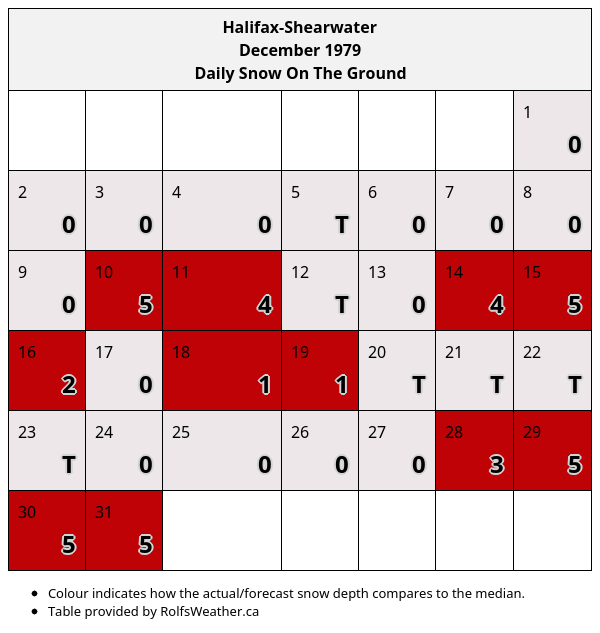 Halifax-Shearwater
December 1979
Daily Snow On The Ground
1
0
2 3 4 5 6 7 8
0 0 0 T 0 0 0
9 10 11 12 13 14 15
0 5 4 T 0 4 5
16 17 18 19 20 21 22
2 0 1 1 T T T
23 24 25 26 27 28 29
T 0 0 0 0 3 5
30 31
5 5
• Colour indicates how the actual/forecast snow depth compares to the median.
• Table provided by RolfsWeather.ca